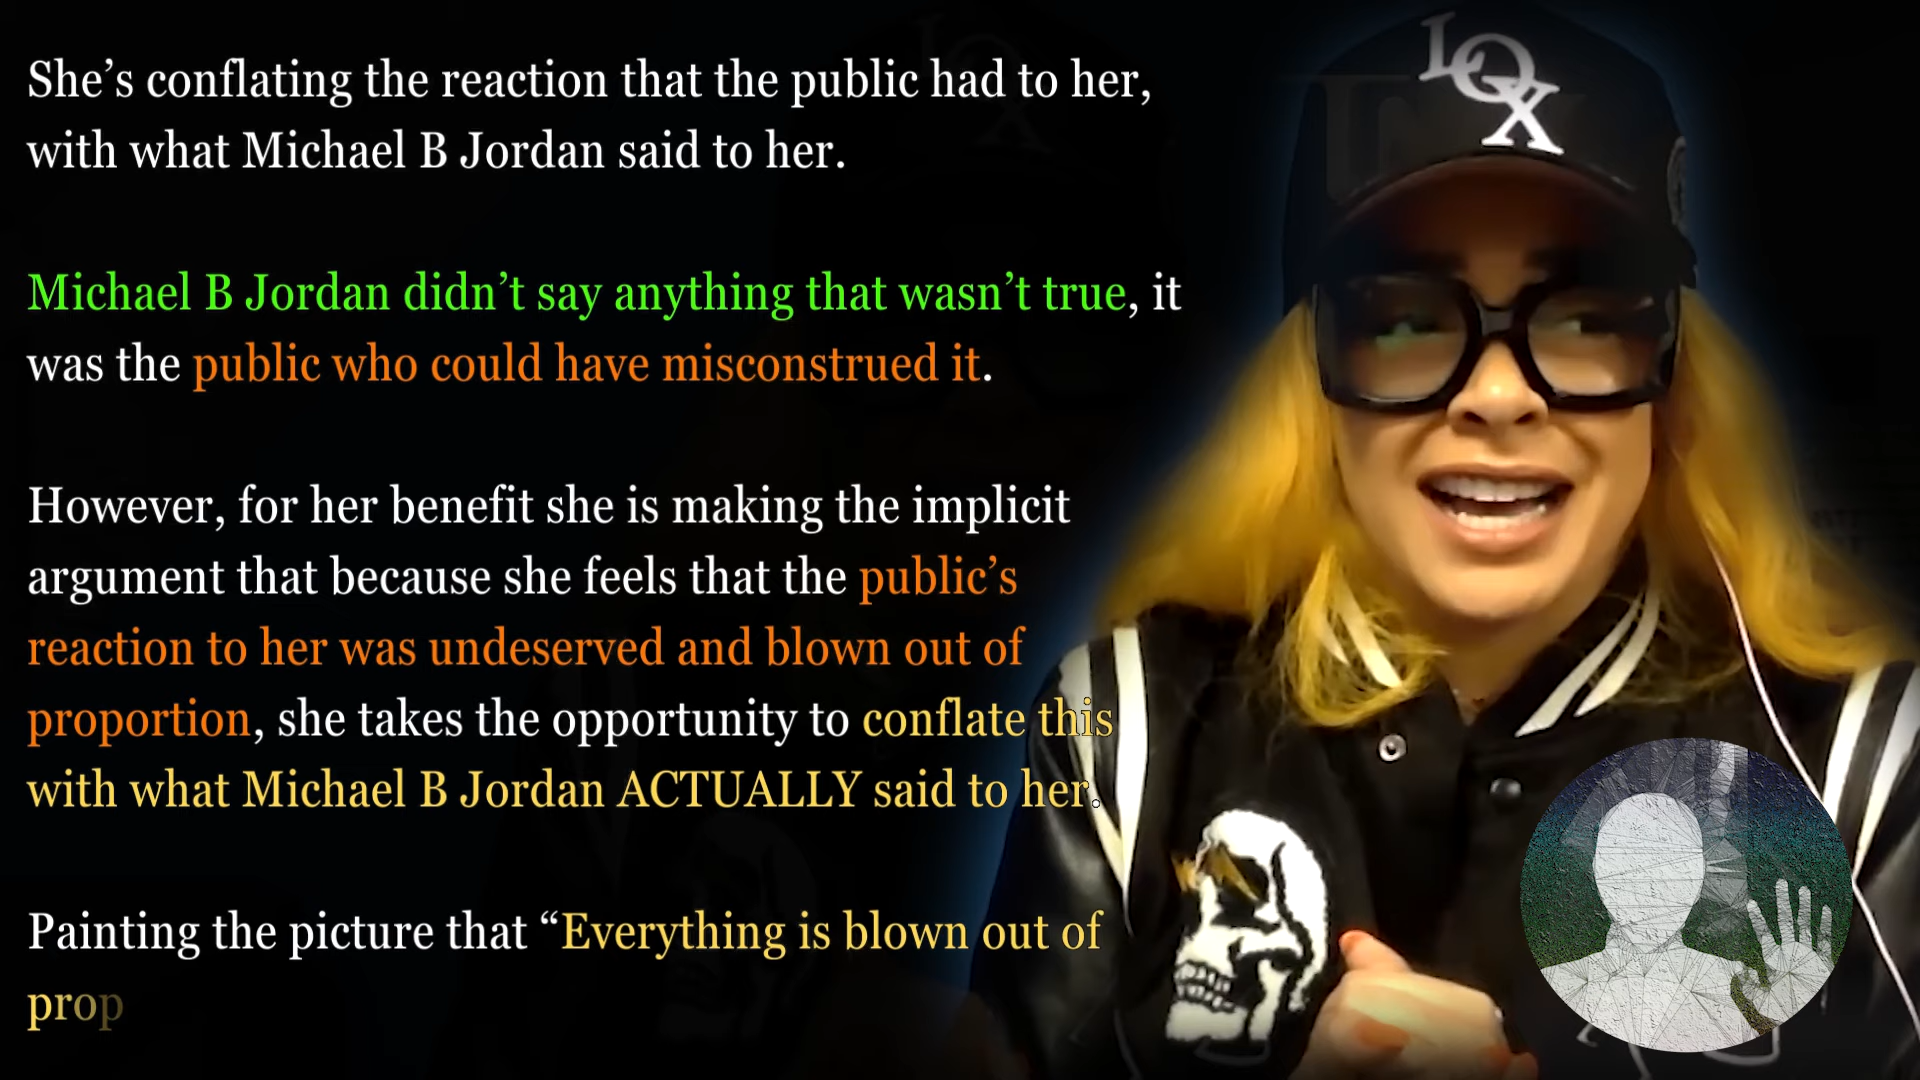 She’s conflating the reaction that the public had to her,
with what Michael B Jordan said to her.
Michael B Jordan didn’t say anything that wasn’t true, it
was the public who could have misconstrued it.
However, for her benefit she is making the implicit
argument that because she feels that the public’s
reaction to her was undeserved and blown out of
proportion, she takes the opportunity to conflate this
with what Michael B Jordan ACTUALLY said to her.
Painting the picture that “Everything is blown out of
prop
LOX